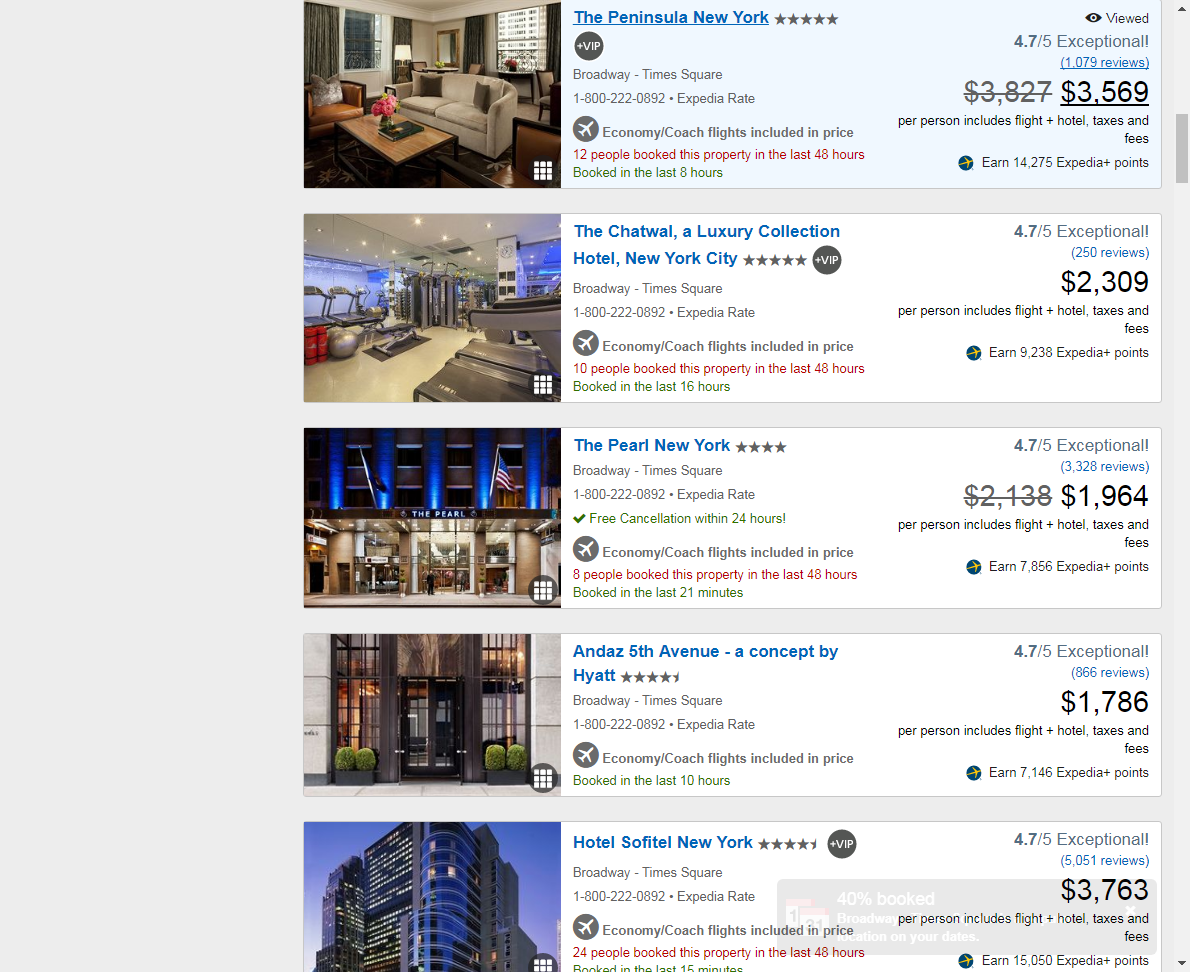 The Peninsula New York
+VIP
Broadway - Times Square
1-800-222-0892 • Expedia Rate
Economy/Coach flights included in price
12 people booked this property in the last 48 hours
Booked in the last 8 hours
Viewed
4.7/5 Exceptional!
(1,079 reviews)
$3,827 $3,569
per person includes flight + hotel, taxes and
fees
Earn 14,275 Expedia+ points
The Chatwal, a Luxury Collection
Hotel, New York City +VIP
Broadway - Times Square
1-800-222-0892 • Expedia Rate
Economy/Coach flights included in price
10 people booked this property in the last 48 hours
Booked in the last 16 hours
4.7/5 Exceptional!
(250 reviews)
$2,309
per person includes flight + hotel, taxes and
fees
Earn 9,238 Expedia+ points
THE PEARL
The Pearl New York
Broadway - Times Square
1-800-222-0892 • Expedia Rate
Free Cancellation within 24 hours!
Economy/Coach flights included in price
8 people booked this property in the last 48 hours
Booked in the last 21 minutes
4.7/5 Exceptional!
(3,328 reviews)
$2,138 $1,964
per person includes flight + hotel, taxes and
fees
Earn 7,856 Expedia+ points
Andaz 5th Avenue - a concept by
Hyatt
Broadway - Times Square
1-800-222-0892 • Expedia Rate
Economy/Coach flights included in price
Booked in the last 10 hours
4.7/5 Exceptional!
(866 reviews)
$1,786
per person includes flight + hotel, taxes and
fees
Earn 7,146 Expedia+ points
Hotel Sofitel New York +VIP
Broadway - Times Square
1-800-222-0892 • Expedia Rate
Economy/Coach flights included in price
24 people booked this property in the last 48 hours
Booked in the last 15 minutes
4.7/5 Exceptional!
(5,051 reviews)
$3,763
per person includes flight + hotel, taxes and
fees
Earn 15,050 Expedia+ points
40% booked
Broadway
location on your dates.